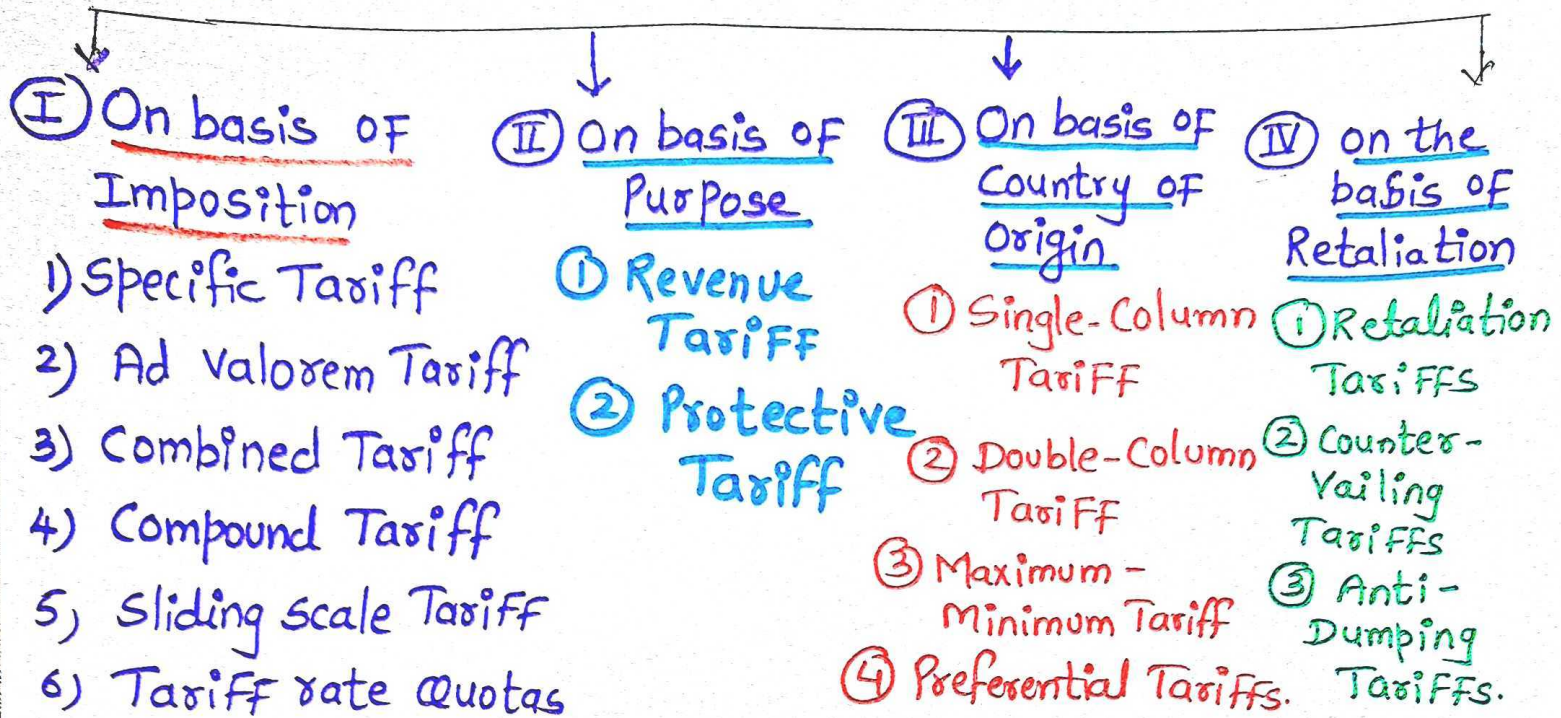 I On basis of
Imposition
1) Specific Tariff
2) Ad Valorem Tariff
3) Combined Tariff
4) Compound Tariff
5) Sliding Scale Tariff
6) Tariff rate Quotas
II On basis of
Purpose
1 Revenue
Tariff
2 Protective
Tariff
III On basis of
Country of
Origin
1 Single-Column
Tariff
2 Double-Column
Tariff
3 Maximum-
Minimum Tariff
4 Preferential Tariffs.
IV on the
basis of
Retaliation
1 Retaliation
Tariffs
2 Counter-
Vailing
Tariffs
3 Anti-
Dumping
Tariffs.